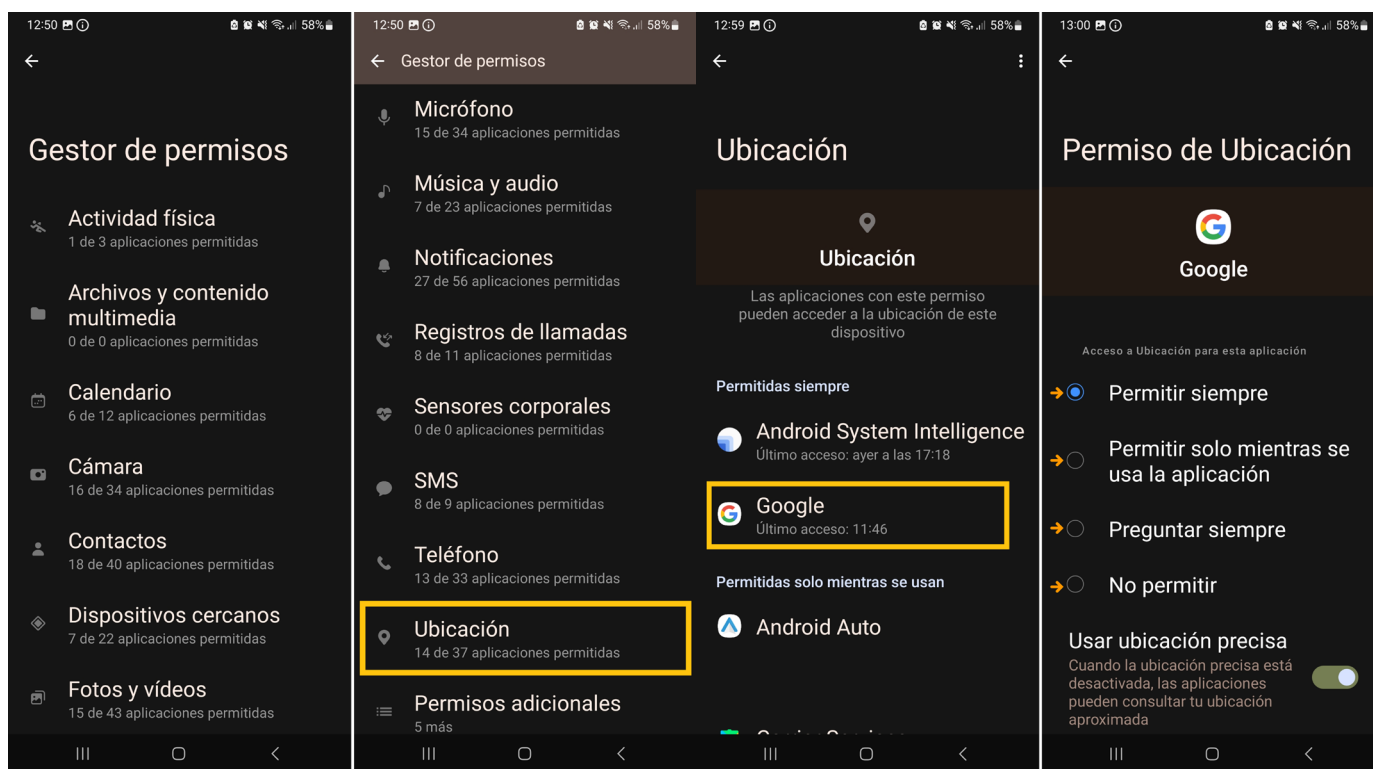 12:50
58%
Gestor de permisos
Actividad física
1 de 3 aplicaciones permitidas
Archivos y contenido
multimedia
0 de 0 aplicaciones permitidas
Calendario
6 de 12 aplicaciones permitidas
Cámara
16 de 34 aplicaciones permitidas
Contactos
18 de 40 aplicaciones permitidas
Dispositivos cercanos
7 de 22 aplicaciones permitidas
Fotos y vídeos
15 de 43 aplicaciones permitidas
12:50
58%
Gestor de permisos
Micrófono
15 de 34 aplicaciones permitidas
Música y audio
7 de 23 aplicaciones permitidas
Notificaciones
27 de 56 aplicaciones permitidas
Registros de llamadas
8 de 11 aplicaciones permitidas
Sensores corporales
0 de 0 aplicaciones permitidas
SMS
8 de 9 aplicaciones permitidas
Teléfono
13 de 33 aplicaciones permitidas
Ubicación
14 de 37 aplicaciones permitidas
Permisos adicionales
5 más
12:59
58%
Ubicación
Ubicación
Las aplicaciones con este permiso
pueden acceder a la ubicación de este
dispositivo
Permitidas siempre
Android System Intelligence
Último acceso: ayer a las 17:18
Google
Último acceso: 11:46
Permitidas solo mientras se usan
Android Auto
13:00
58%
Permiso de Ubicación
Google
Acceso a Ubicación para esta aplicación
Permitir siempre
Permitir solo mientras se
usa la aplicación
Preguntar siempre
No permitir
Usar ubicación precisa
Cuando la ubicación precisa está
desactivada, las aplicaciones
pueden consultar tu ubicación
aproximada